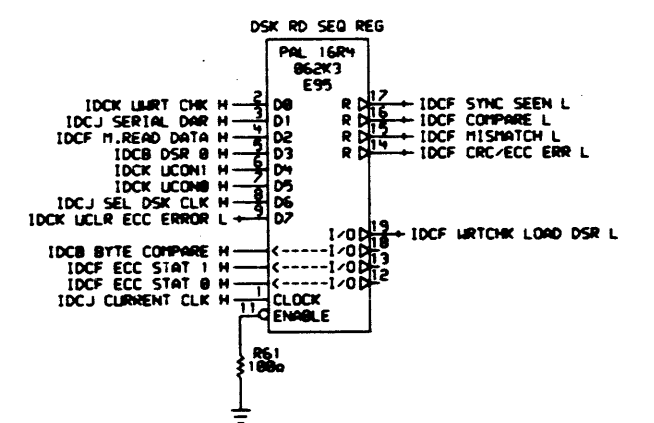 DSK RD SEQ REG
PAL 16R4
062K3
E95
IDCK UWRT CHK H 2 D0 R 17 IDCF SYNC SEEN L
IDCJ SERIAL DAR H 3 D1 R 16 IDCF COMPARE L
IDCF M.READ DATA H 4 D2 R 15 IDCF MISMATCH L
IDCB DSR 0 H 5 D3 R 14 IDCF CRC/ECC ERR L
IDCK UCON1 H 6 D4
IDCK UCON0 H 7 D5
IDCJ SEL DSK CLK H 8 D6
IDCK UCLR ECC ERROR L 9 D7
I/O 19 IDCF WRTCHK LOAD DSR L
IDCB BYTE COMPARE H <-----I/O 18
IDCF ECC STAT 1 H <-----I/O 13
IDCF ECC STAT 0 H <-----I/O 12
IDCJ CURRENT CLK H 1 CLOCK
11 ENABLE
R61
100Ω